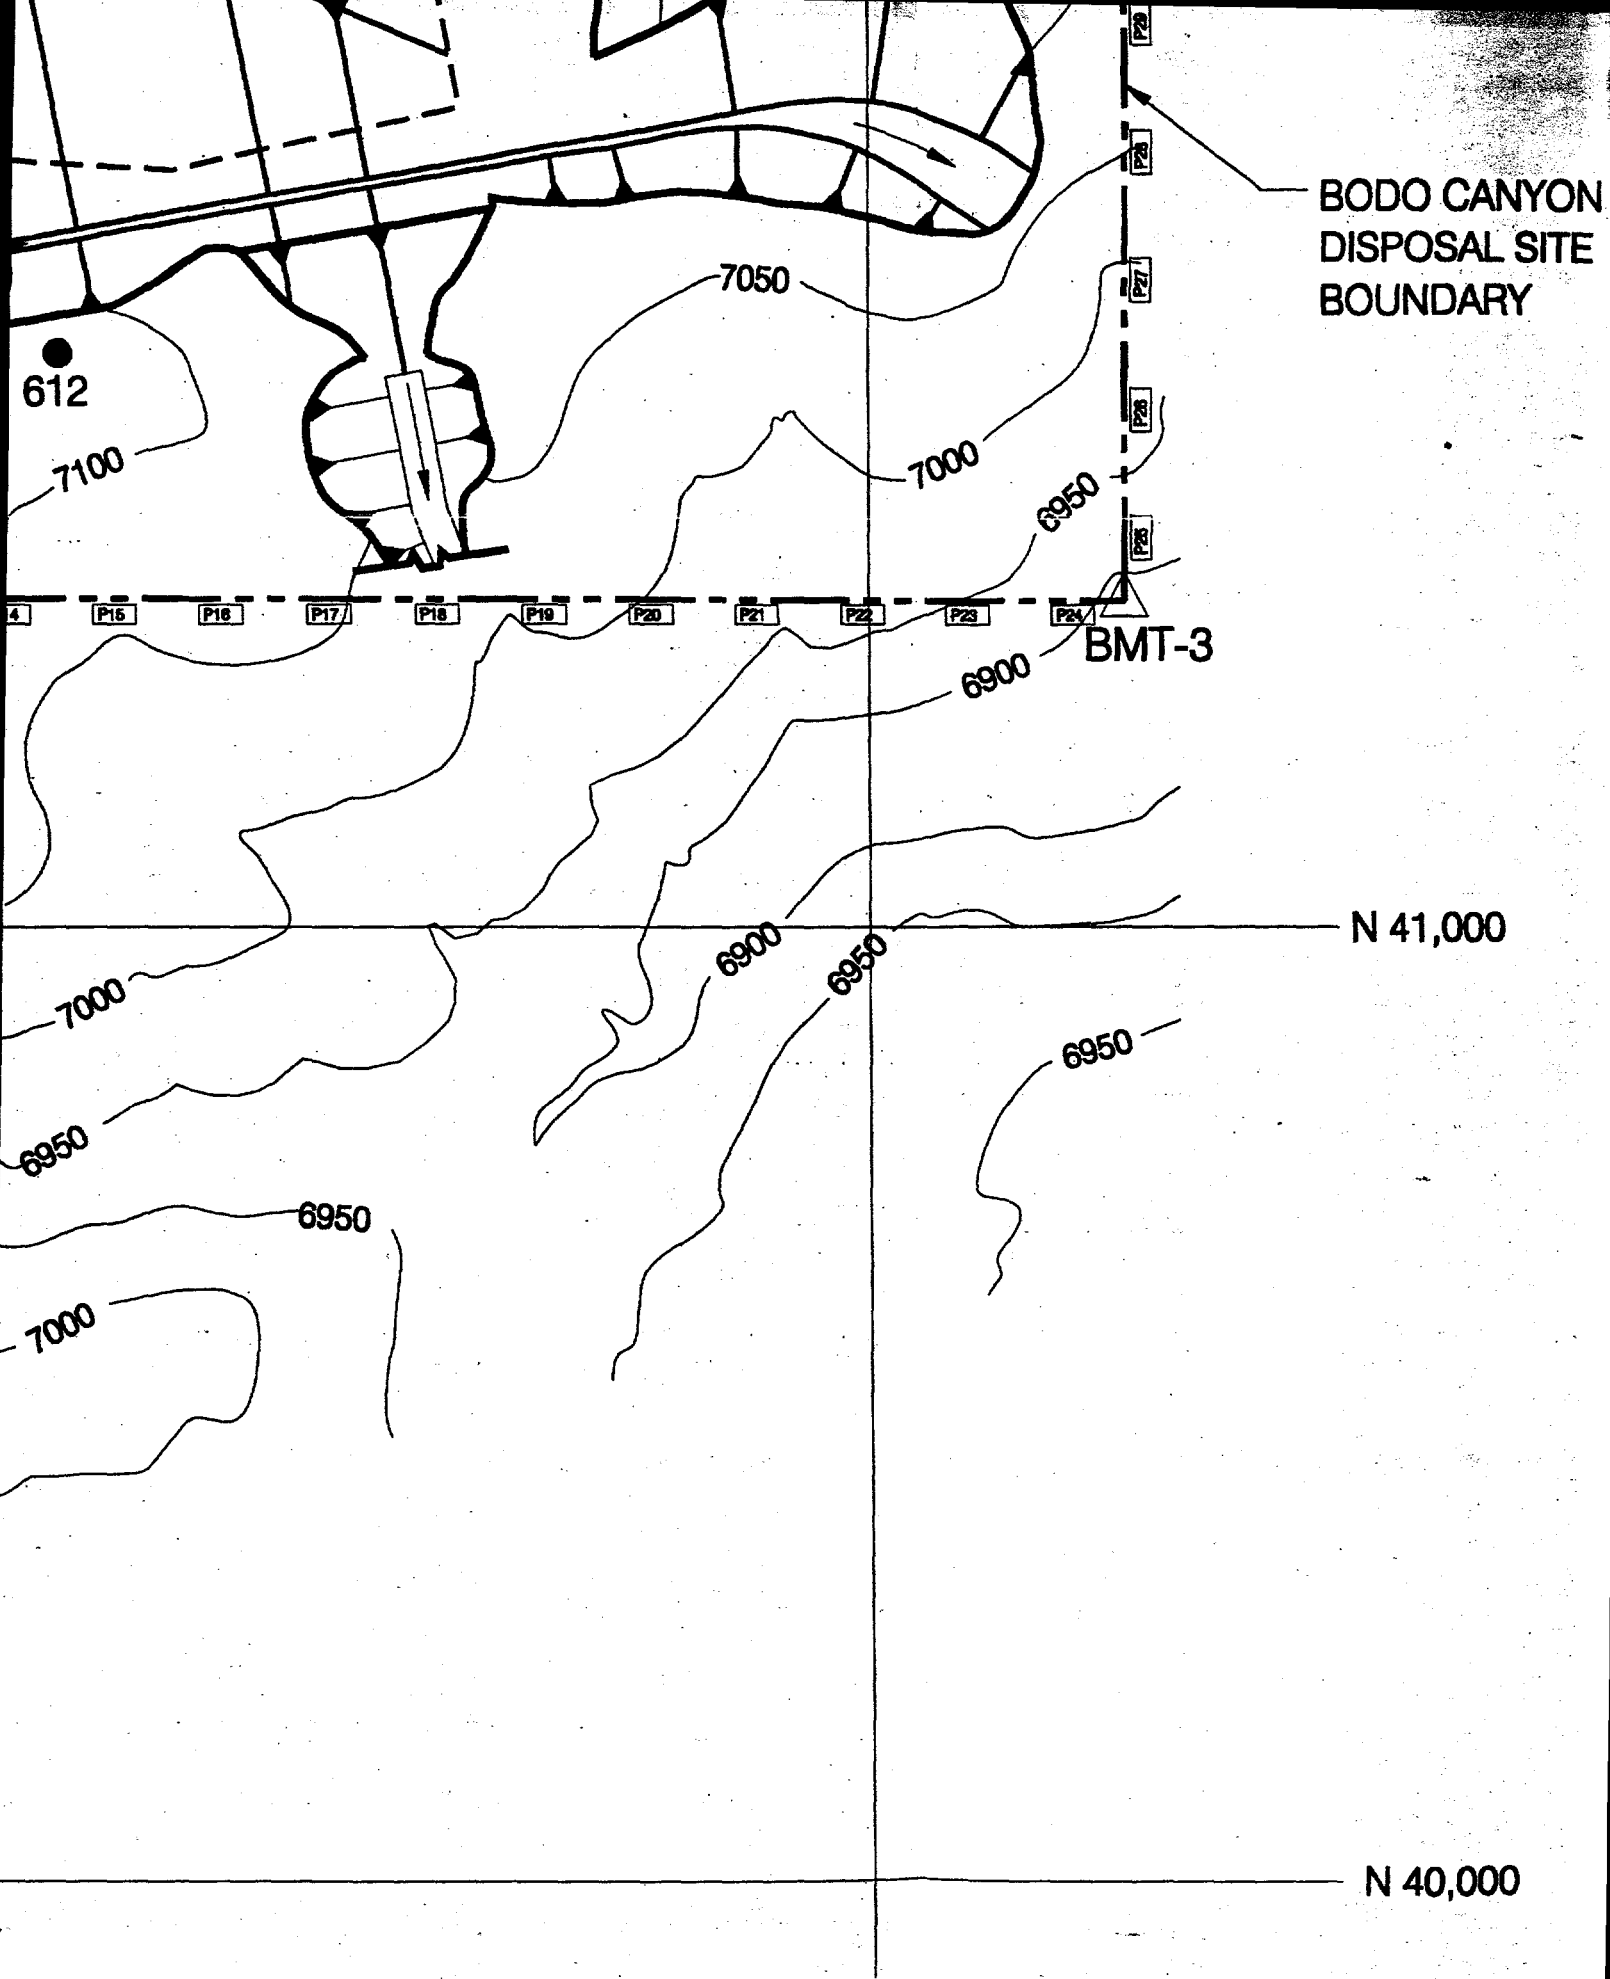 P29
P28
BODO CANYON
DISPOSAL SITE
BOUNDARY
7050
P27
612
P26
7100
7000
6950
P25
4 P15 P16 P17 P18 P19 P20 P21 P22 P23 P24
BMT-3
6900
N 41,000
6900
6950
7000
6950
6950
6950
7000
N 40,000